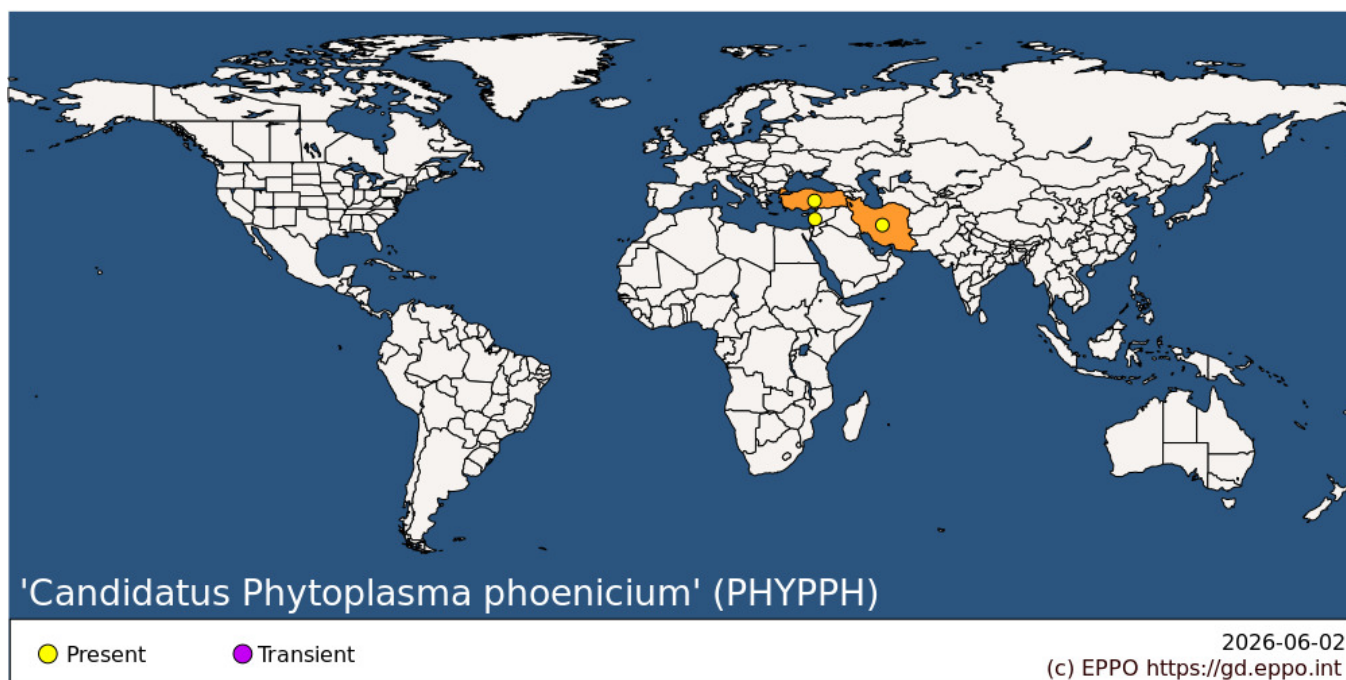 'Candidatus Phytoplasma phoenicium' (PHYPPH)
Present
Transient
2026-06-02
(c) EPPO https://gd.eppo.int